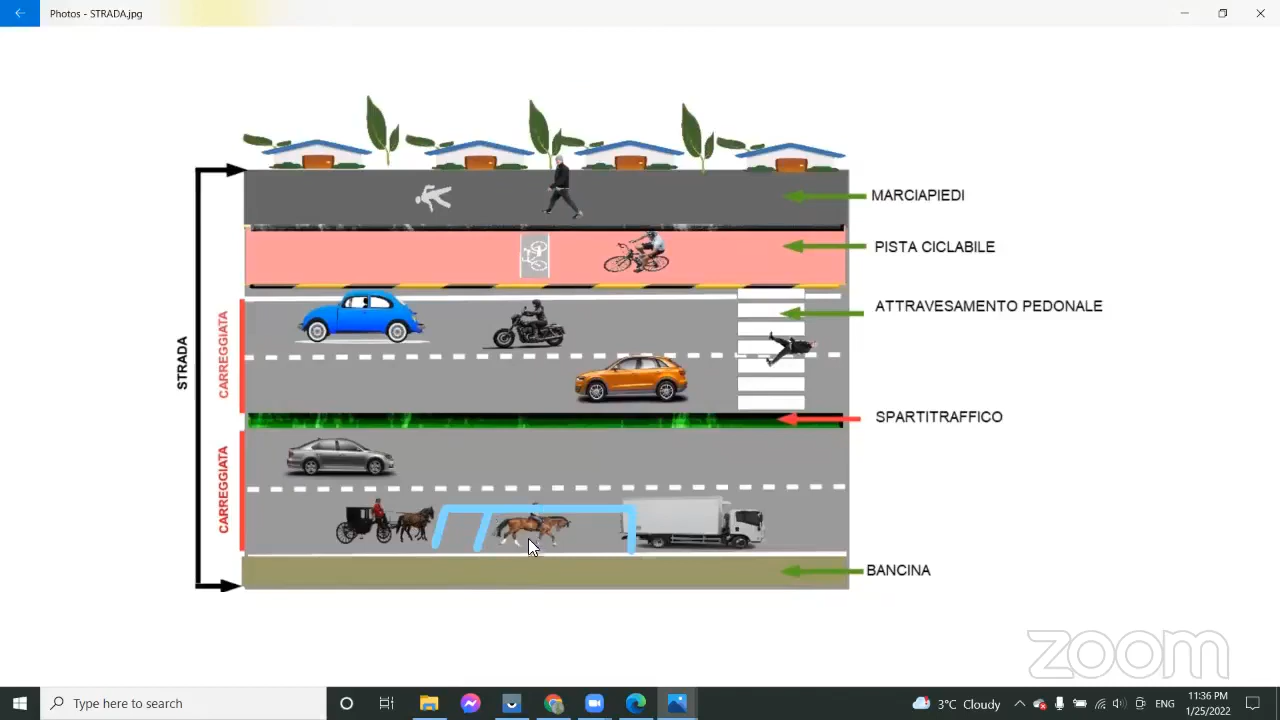 Photos - STRADA.jpg
MARCIAPIEDI
PISTA CICLABILE
ATTRAVESAMENTO PEDONALE
STRADA
CARREGGIATA
SPARTITRAFFICO
CARREGGIATA
BANCINA
zoom
Type here to search
3°C Cloudy
ENG
11:36 PM
1/25/2022